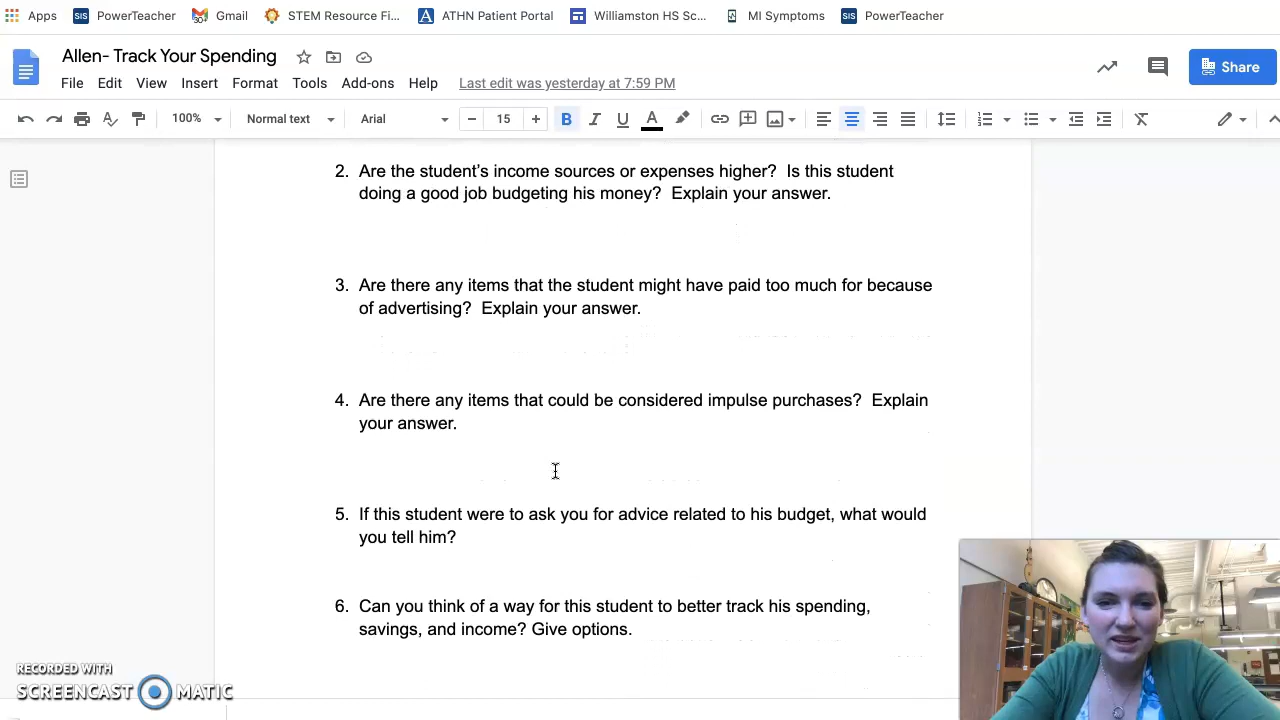 Apps PowerTeacher Gmail STEM Resource Fi... ATHN Patient Portal Williamston HS Sc... MI Symptoms PowerTeacher
Allen- Track Your Spending
Share
File Edit View Insert Format Tools Add-ons Help Last edit was yesterday at 7:59 PM
100% Normal text Arial 15 B I U A
2. Are the student's income sources or expenses higher? Is this student
doing a good job budgeting his money? Explain your answer.
3. Are there any items that the student might have paid too much for because
of advertising? Explain your answer.
4. Are there any items that could be considered impulse purchases? Explain
your answer.
5. If this student were to ask you for advice related to his budget, what would
you tell him?
6. Can you think of a way for this student to better track his spending,
savings, and income? Give options.
RECORDED WITH
SCREENCAST MATIC